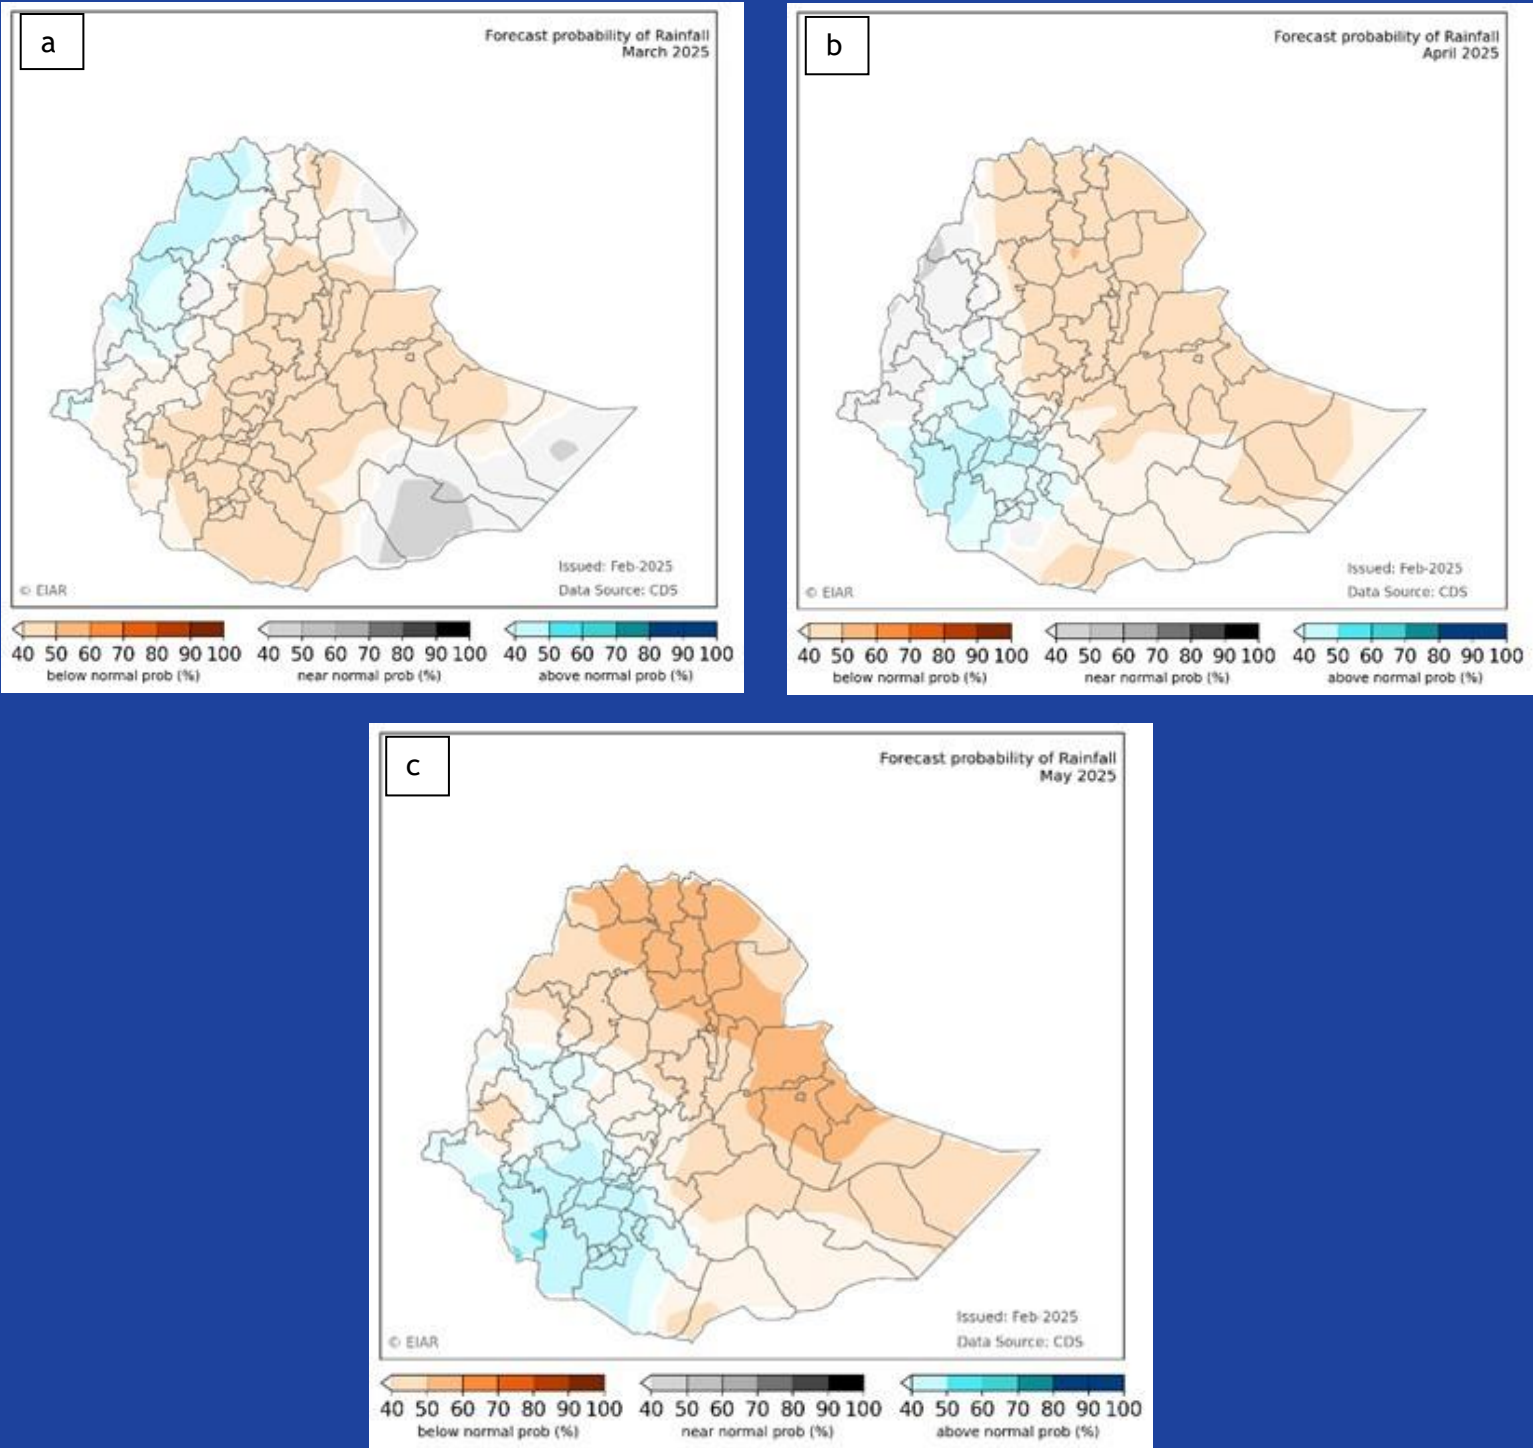 a
Forecast probability of Rainfall
March 2025
Issued: Feb-2025
© EIAR
Data Source: CDS
40 50 60 70 80 90 100
below normal prob (%)
40 50 60 70 80 90 100
near normal prob (%)
40 50 60 70 80 90 100
above normal prob (%)
b
Forecast probability of Rainfall
April 2025
Issued: Feb-2025
© EIAR
Data Source: CDS
40 50 60 70 80 90 100
below normal prob (%)
40 50 60 70 80 90 100
near normal prob (%)
40 50 60 70 80 90 100
above normal prob (%)
c
Forecast probability of Rainfall
May 2025
Issued: Feb-2025
© EIAR
Data Source: CDS
40 50 60 70 80 90 100
below normal prob (%)
40 50 60 70 80 90 100
near normal prob (%)
40 50 60 70 80 90 100
above normal prob (%)